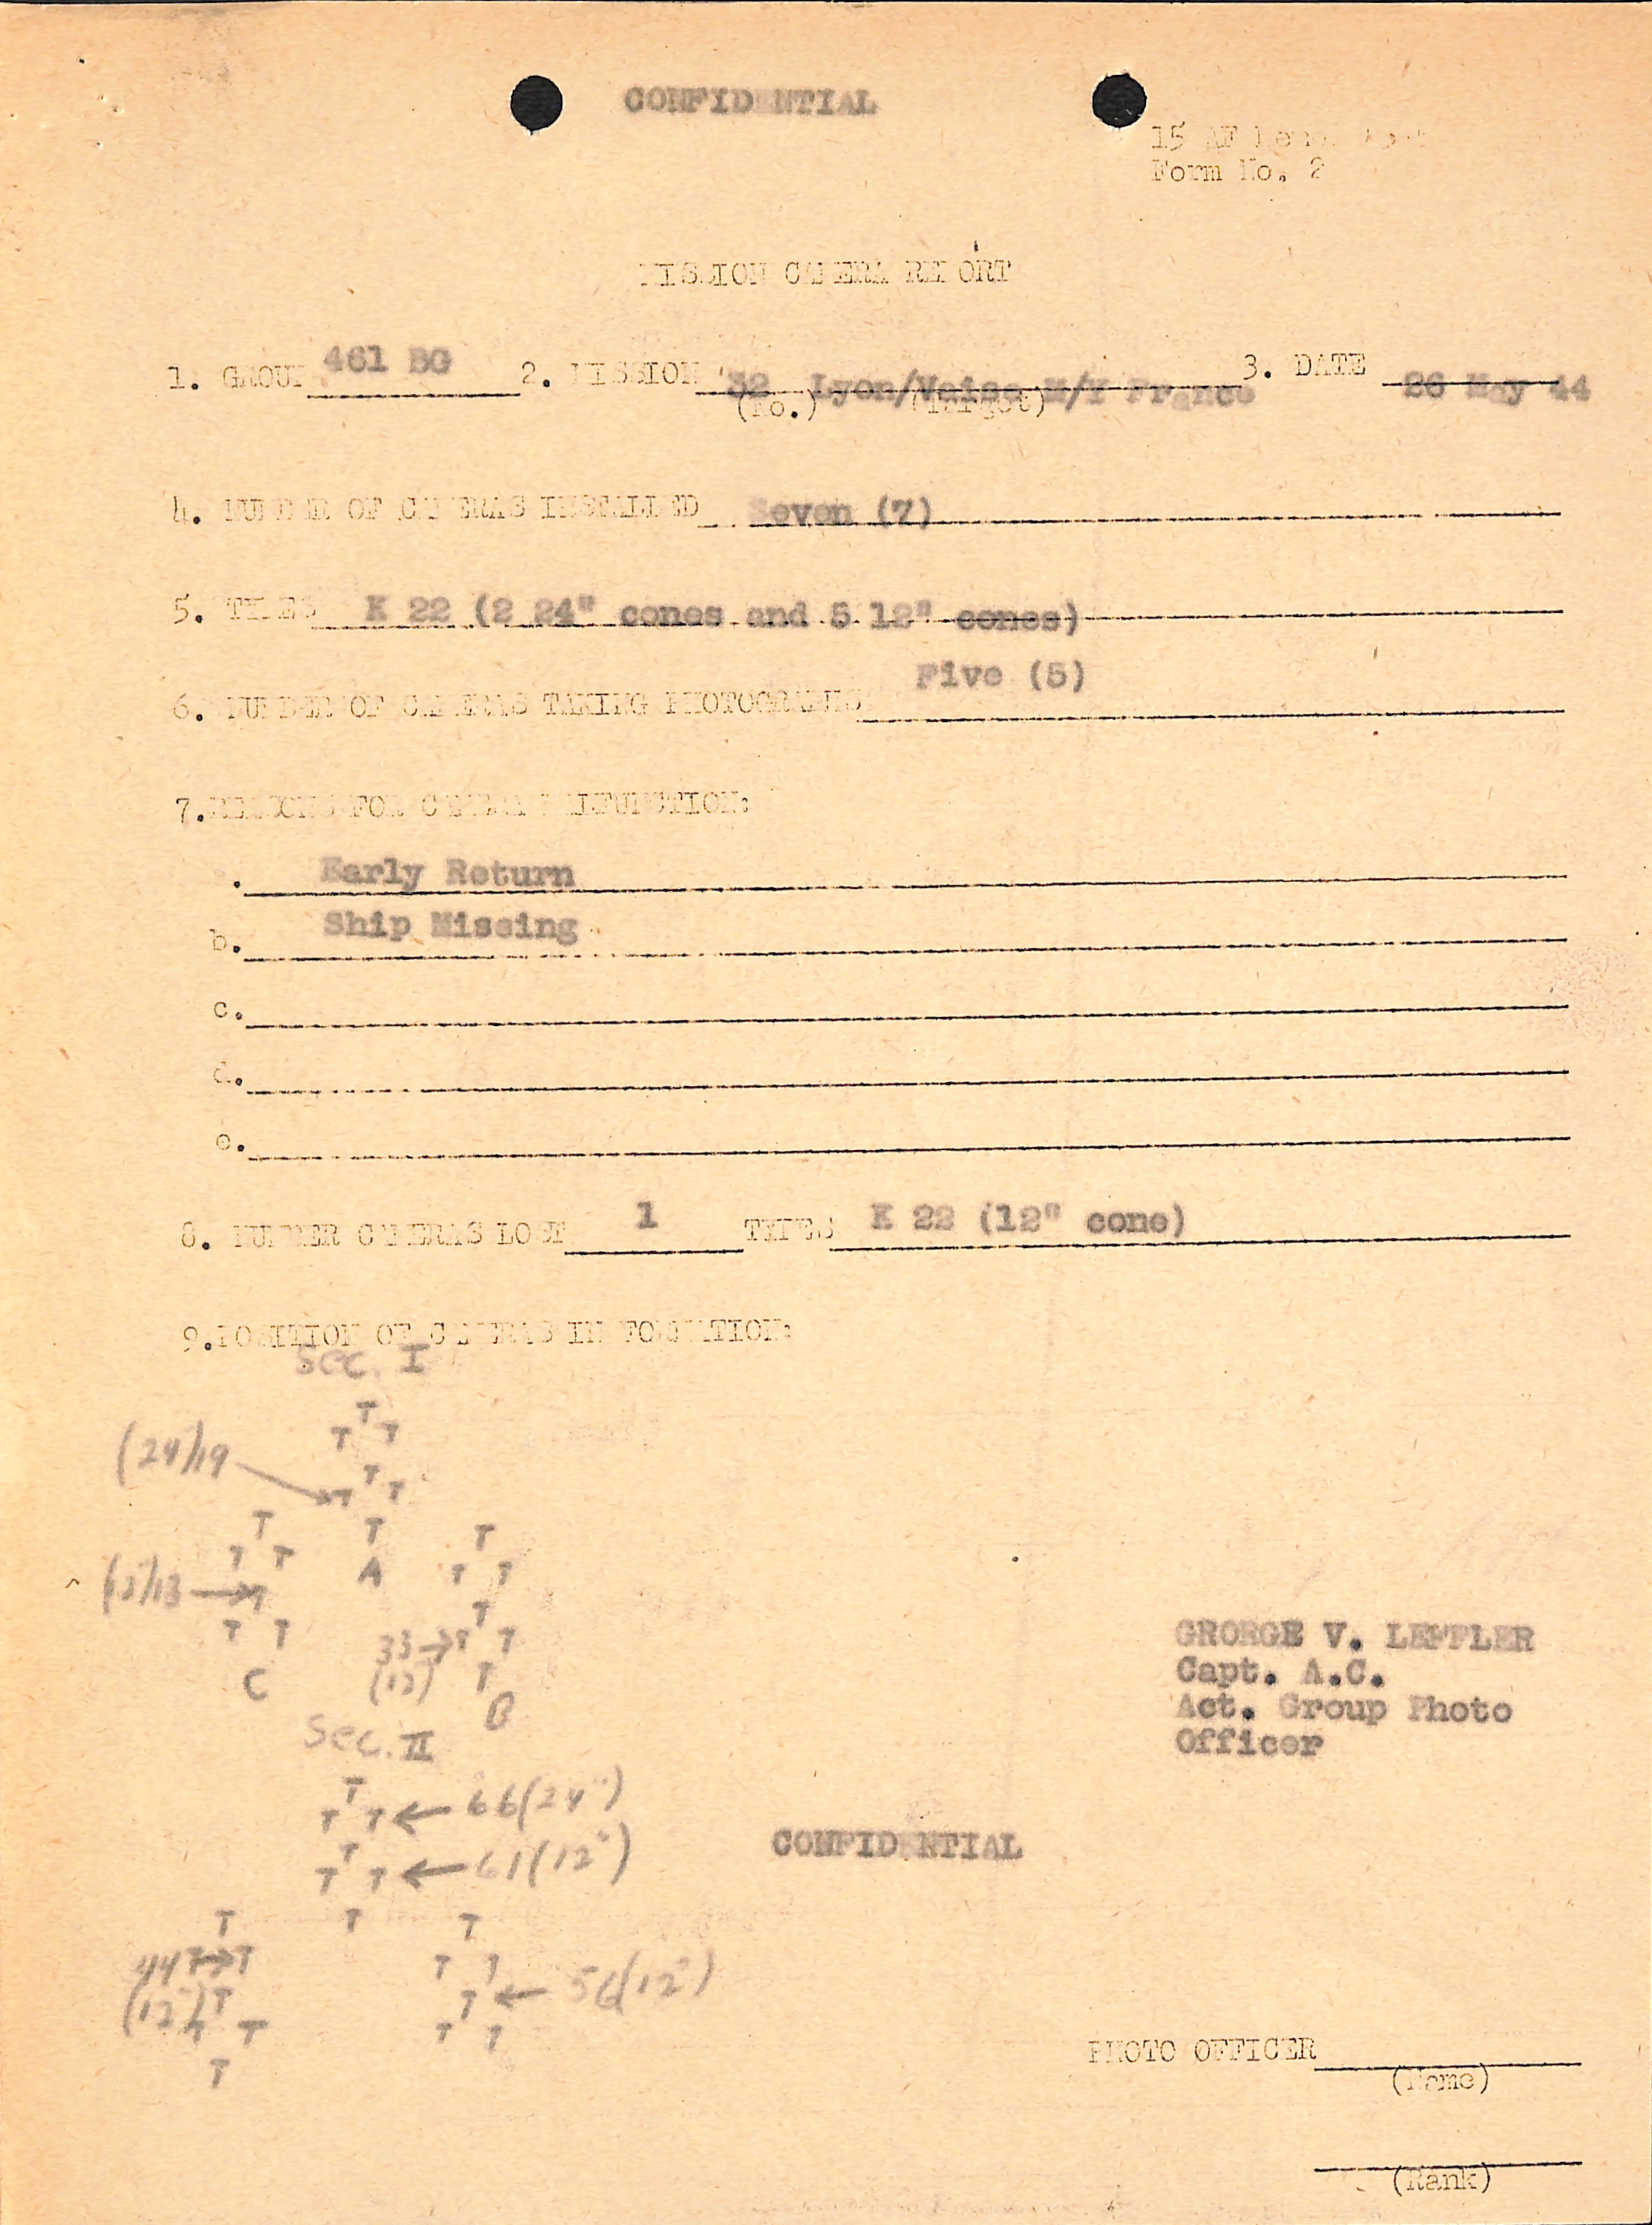 CONFIDENTIAL
15 AF
Form No. 2
MISSION CAMERA REPORT
1. GROUP 461 BG 2. MISSION 32 Lyon/Vaise M/Y France 3. DATE 26 May 44
(No.) (Target)
4. NUMBER OF CAMERAS INSTALLED Seven (7)
5. TYPES K 22 (2 24" cones and 5 12" cones)
6. NUMBER OF CAMERAS TAKING PHOTOGRAPHS Five (5)
7. REASONS FOR CAMERA MALFUNCTION:
. Early Return
b. Ship Missing
c.
d.
e.
8. NUMBER CAMERAS LOST 1 TYPES K 22 (12" cone)
9. POSITION OF CAMERAS IN FORMATION:
Sec. I
T
T T
(24)19
T
T T
T T T
T T A T T
(12)13 T
T T T
33 T T
C (12) T
B
GEORGE V. LEFFLER
Capt. A.C.
Act. Group Photo
Officer
Sec. II
T
T T 66(24")
T
T T 61(12")
CONFIDENTIAL
T T T
44 T T T T
(12") T T 56(12")
T T T T
T
PHOTO OFFICER
(Name)
(Rank)